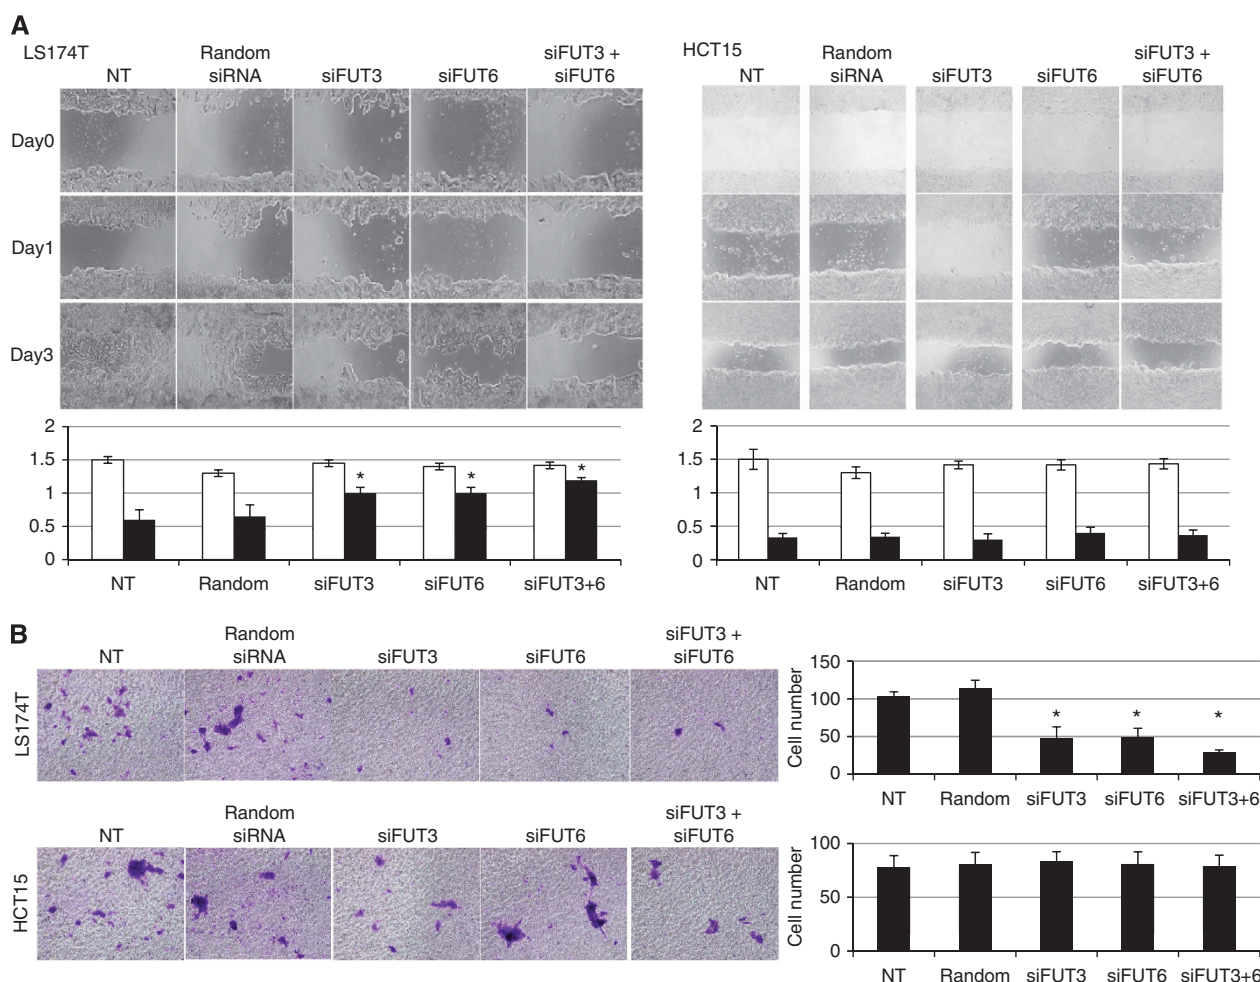 A
LS174T
NT
Random
siRNA
siFUT3
siFUT6
siFUT3 +
siFUT6
HCT15
NT
Random
siRNA
siFUT3
siFUT6
siFUT3 +
siFUT6
Day0
Day1
Day3
2
1.5
1
0.5
0
* * *
NT Random siFUT3 siFUT6 siFUT3+6
2
1.5
1
0.5
0
NT Random siFUT3 siFUT6 siFUT3+6
B
LS174T
NT
Random
siRNA
siFUT3
siFUT6
siFUT3 +
siFUT6
Cell number
150
100
50
0
* * *
NT Random siFUT3 siFUT6 siFUT3+6
HCT15
NT
Random
siRNA
siFUT3
siFUT6
siFUT3 +
siFUT6
Cell number
100
50
0
NT Random siFUT3 siFUT6 siFUT3+6